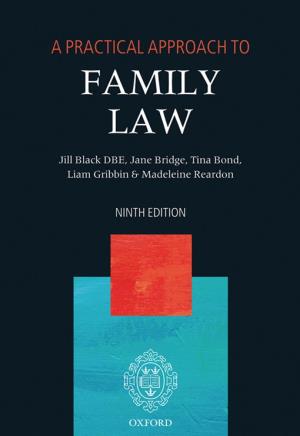 A PRACTICAL APPROACH TO
FAMILY
LAW
Jill Black DBE, Jane Bridge, Tina Bond,
Liam Gribbin & Madeleine Reardon
NINTH EDITION
OXFORD